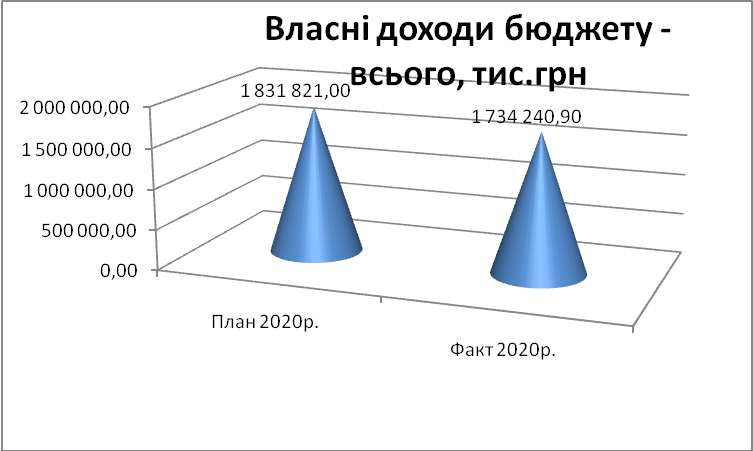 Власні доходи бюджету -
всього, тис.грн
1 831 821,00
1 734 240,90
2 000 000,00
1 500 000,00
1 000 000,00
500 000,00
0,00
План 2020р.
Факт 2020р.